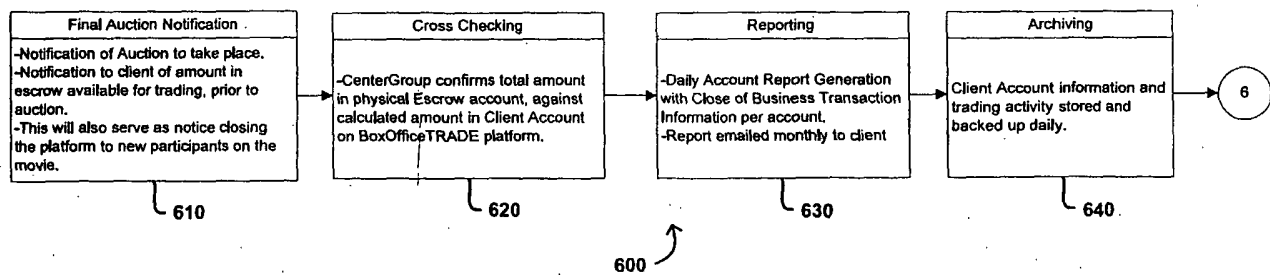 Final Auction Notification
-Notification of Auction to take place.
-Notification to client of amount in
escrow available for trading, prior to
auction.
-This will also serve as notice closing
the platform to new participants on the
movie.
610
Cross Checking
-CenterGroup confirms total amount
in physical Escrow account, against
calculated amount in Client Account
on BoxOfficeTRADE platform.
620
Reporting
-Daily Account Report Generation
with Close of Business Transaction
Information per account.
-Report emailed monthly to client
630
Archiving
Client Account information and
trading activity stored and
backed up daily.
640
6
600